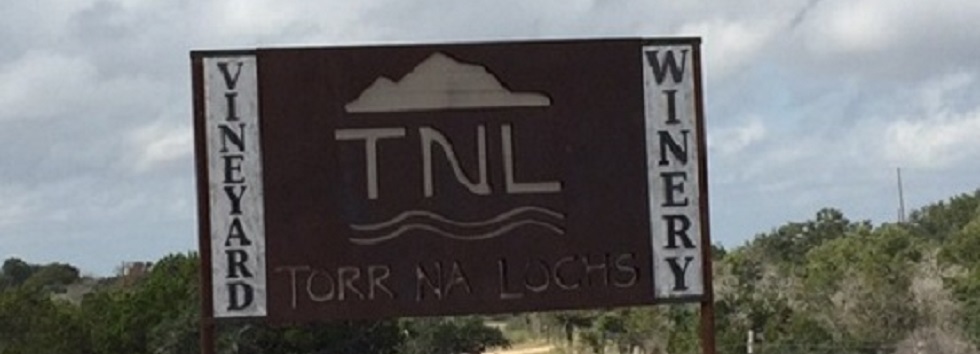 VINEYARD
TNL
TORR NA LOCHS
WINERY